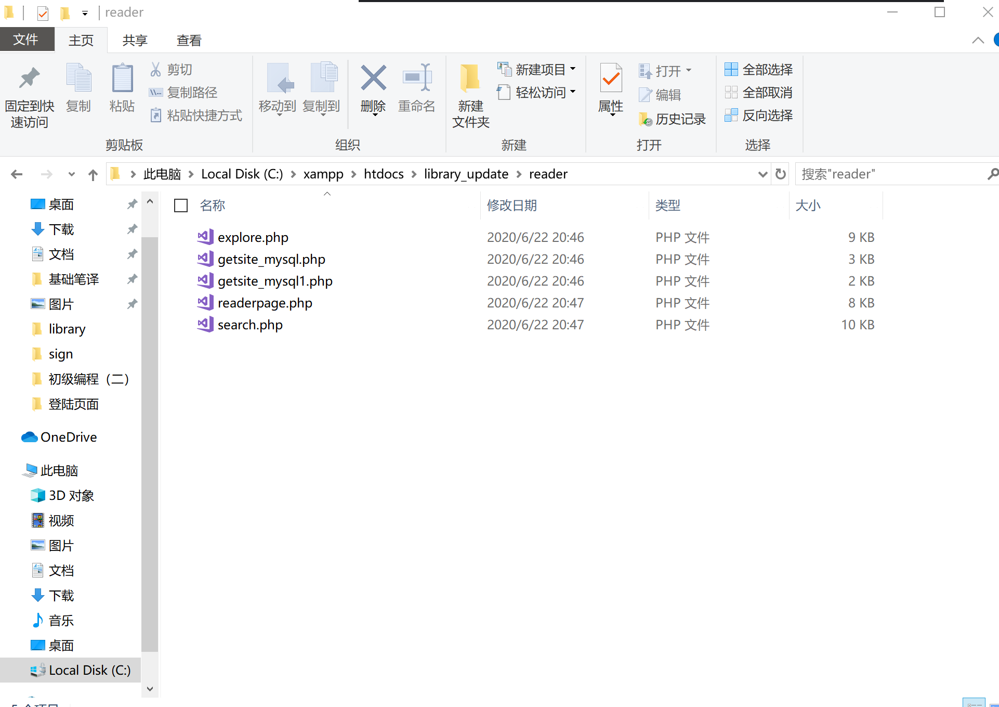 reader
文件 主页 共享 查看
固定到快速访问 复制 粘贴 剪切 复制路径 粘贴快捷方式
移动到 复制到 删除 重命名
新建文件夹 新建项目 轻松访问
属性 打开 编辑 历史记录
全部选择 全部取消 反向选择
剪贴板 组织 新建 打开 选择
此电脑 Local Disk (C:) xampp htdocs library_update reader
搜索"reader"
桌面
下载
文档
基础笔译
图片
library
sign
初级编程（二）
登陆页面
OneDrive
此电脑
3D 对象
视频
图片
文档
下载
音乐
桌面
Local Disk (C:)
名称 修改日期 类型 大小
explore.php 2020/6/22 20:46 PHP 文件 9 KB
getsite_mysql.php 2020/6/22 20:46 PHP 文件 3 KB
getsite_mysql1.php 2020/6/22 20:46 PHP 文件 2 KB
readerpage.php 2020/6/22 20:47 PHP 文件 8 KB
search.php 2020/6/22 20:47 PHP 文件 10 KB
5 个项目